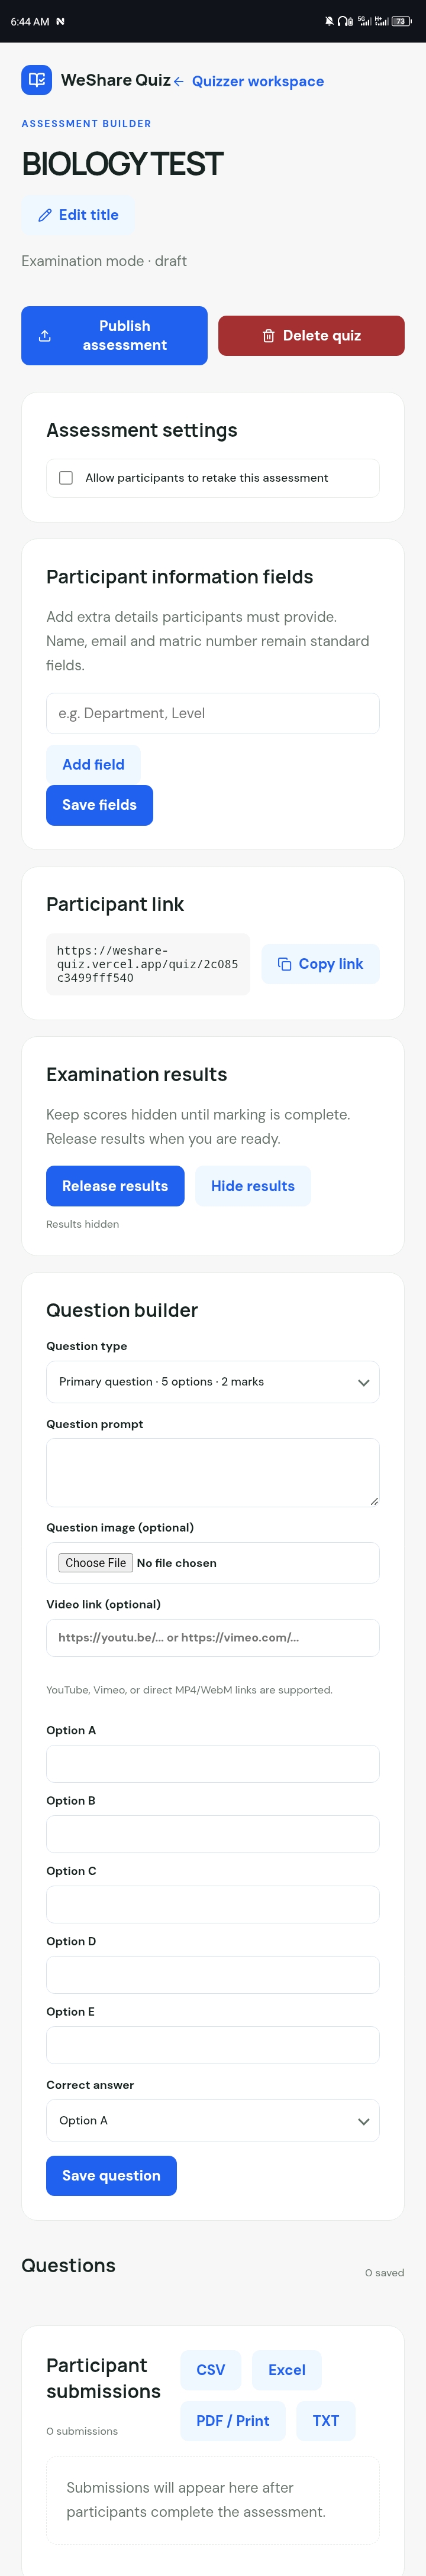 6:44 AM N
5G H+ 73
WeShare Quiz ← Quizzer workspace
ASSESSMENT BUILDER
BIOLOGY TEST
Edit title
Examination mode · draft
Publish
assessment
Delete quiz
Assessment settings
Allow participants to retake this assessment
Participant information fields
Add extra details participants must provide.
Name, email and matric number remain standard
fields.
e.g. Department, Level
Add field
Save fields
Participant link
https://weshare-
quiz.vercel.app/quiz/2c085
c3499fff540
Copy link
Examination results
Keep scores hidden until marking is complete.
Release results when you are ready.
Release results
Hide results
Results hidden
Question builder
Question type
Primary question · 5 options · 2 marks
Question prompt
Question image (optional)
Choose File No file chosen
Video link (optional)
https://youtu.be/... or https://vimeo.com/...
YouTube, Vimeo, or direct MP4/WebM links are supported.
Option A
Option B
Option C
Option D
Option E
Correct answer
Option A
Save question
Questions
0 saved
Participant
submissions
0 submissions
CSV
Excel
PDF / Print
TXT
Submissions will appear here after
participants complete the assessment.